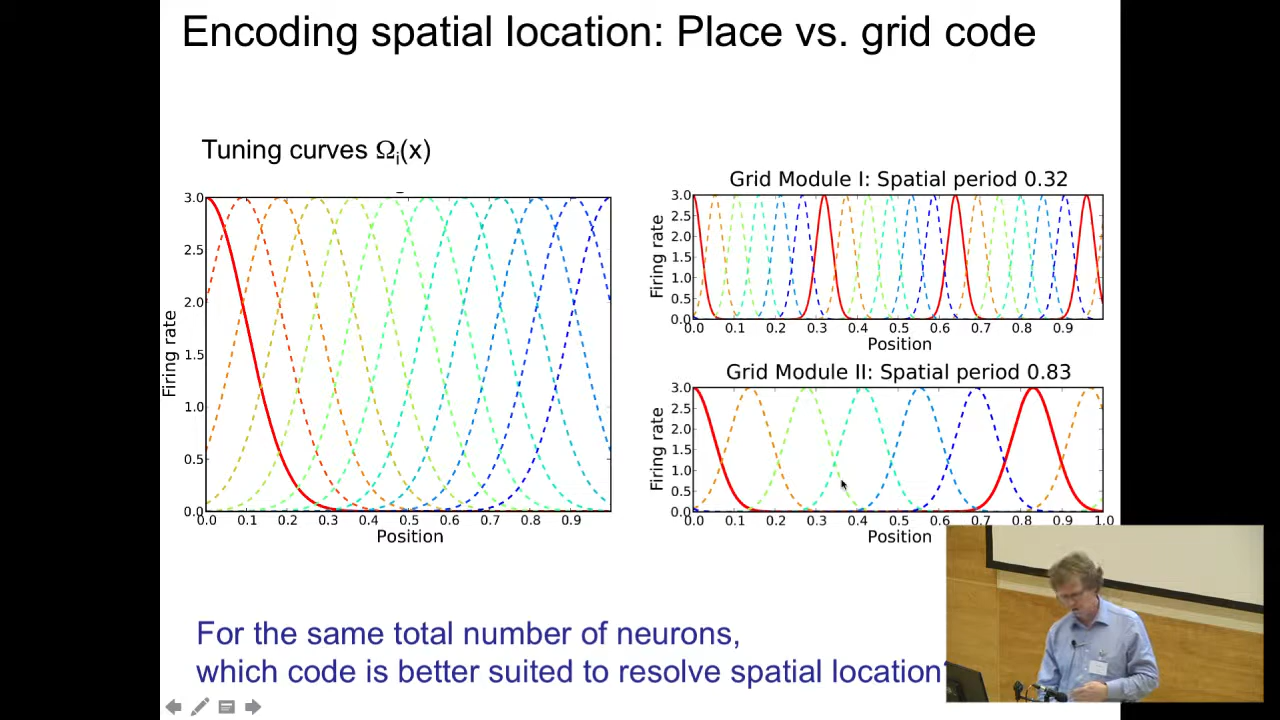 Encoding spatial location: Place vs. grid code
Tuning curves Ωi(x)
3.0
2.5
2.0
1.5
1.0
0.5
0.0
Firing rate
0.0 0.1 0.2 0.3 0.4 0.5 0.6 0.7 0.8 0.9
Position
Grid Module I: Spatial period 0.32
3.0
2.5
2.0
1.5
1.0
0.5
0.0
Firing rate
0.0 0.1 0.2 0.3 0.4 0.5 0.6 0.7 0.8 0.9
Position
Grid Module II: Spatial period 0.83
3.0
2.5
2.0
1.5
1.0
0.5
0.0
Firing rate
0.0 0.1 0.2 0.3 0.4 0.5 0.6 0.7 0.8 0.9 1.0
Position
For the same total number of neurons,
which code is better suited to resolve spatial location?